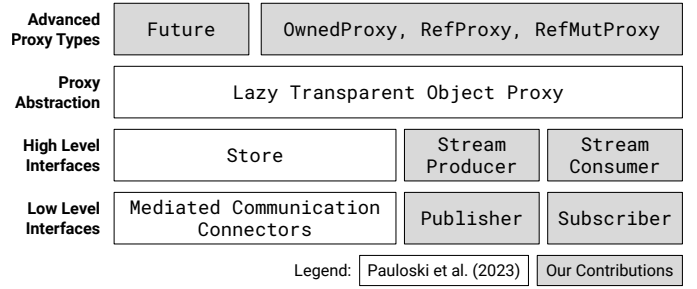 Advanced
Proxy Types
Future
OwnedProxy, RefProxy, RefMutProxy
Proxy
Abstraction
Lazy Transparent Object Proxy
High Level
Interfaces
Store
Stream
Producer
Stream
Consumer
Low Level
Interfaces
Mediated Communication
Connectors
Publisher
Subscriber
Legend:
Pauloski et al. (2023)
Our Contributions